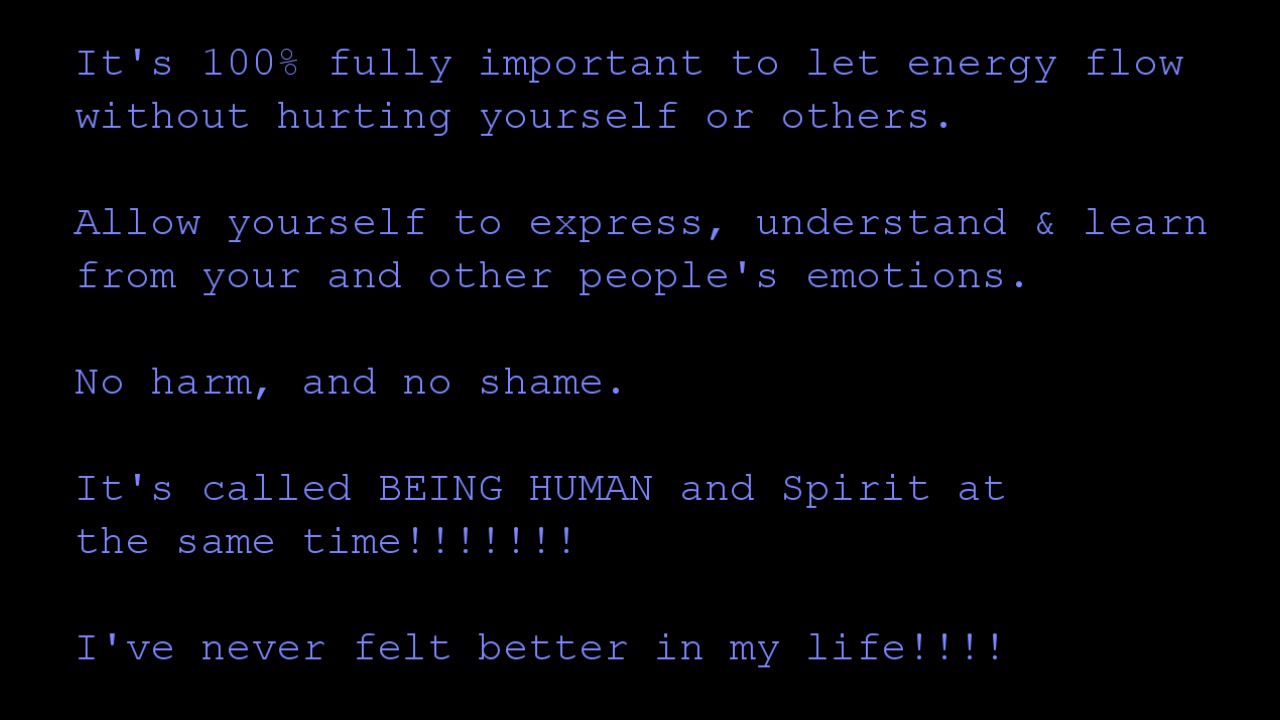 It's 100% fully important to let energy flow
without hurting yourself or others.
Allow yourself to express, understand & learn
from your and other people's emotions.
No harm, and no shame.
It's called BEING HUMAN and Spirit at
the same time!!!!!!!
I've never felt better in my life!!!!